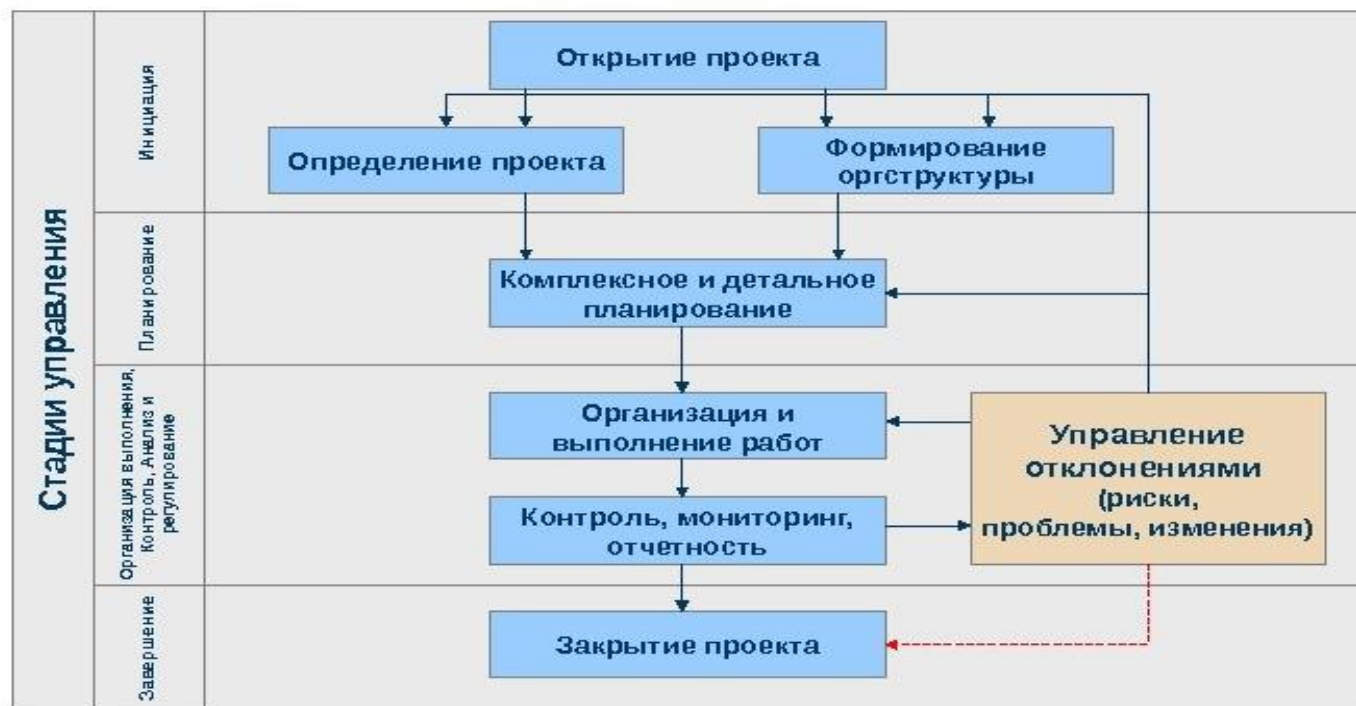 Стадии управления
Инициация
Открытие проекта
Определение проекта
Формирование
оргструктуры
Планирование
Комплексное и детальное
планирование
Организация выполнения,
Контроль, Анализ и
регулирование
Организация и
выполнение работ
Контроль, мониторинг,
отчетность
Управление
отклонениями
(риски,
проблемы, изменения)
Завершение
Закрытие проекта